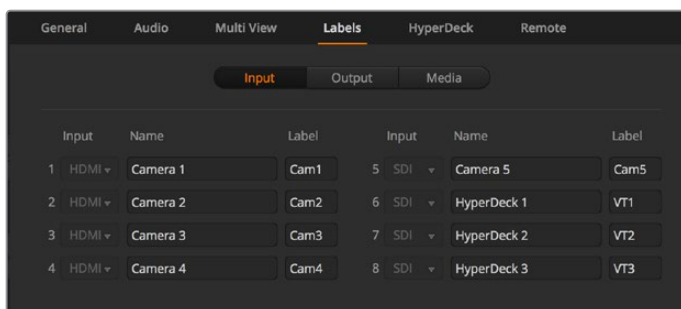 General Audio Multi View Labels HyperDeck Remote
Input Output Media
Input Name Label Input Name Label
1 HDMI Camera 1 Cam1 5 SDI Camera 5 Cam5
2 HDMI Camera 2 Cam2 6 SDI HyperDeck 1 VT1
3 HDMI Camera 3 Cam3 7 SDI HyperDeck 2 VT2
4 HDMI Camera 4 Cam4 8 SDI HyperDeck 3 VT3